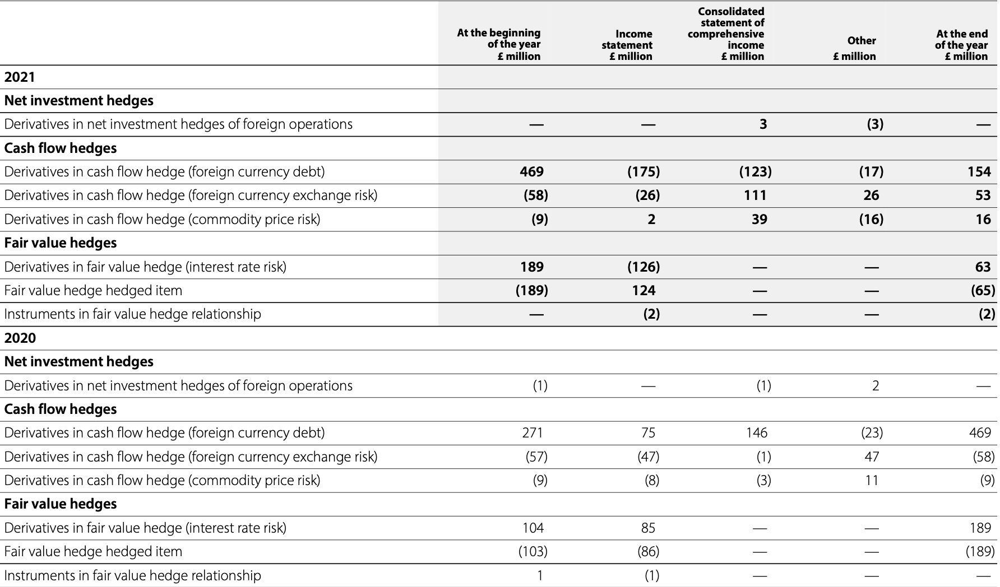 At the beginning of the year £ million Income statement £ million Consolidated statement of comprehensive income £ million Other £ million At the end of the year £ million
2021
Net investment hedges
Derivatives in net investment hedges of foreign operations — — 3 (3) —
Cash flow hedges
Derivatives in cash flow hedge (foreign currency debt) 469 (175) (123) (17) 154
Derivatives in cash flow hedge (foreign currency exchange risk) (58) (26) 111 26 53
Derivatives in cash flow hedge (commodity price risk) (9) 2 39 (16) 16
Fair value hedges
Derivatives in fair value hedge (interest rate risk) 189 (126) — — 63
Fair value hedge hedged item (189) 124 — — (65)
Instruments in fair value hedge relationship — (2) — — (2)
2020
Net investment hedges
Derivatives in net investment hedges of foreign operations (1) — (1) 2 —
Cash flow hedges
Derivatives in cash flow hedge (foreign currency debt) 271 75 146 (23) 469
Derivatives in cash flow hedge (foreign currency exchange risk) (57) (47) (1) 47 (58)
Derivatives in cash flow hedge (commodity price risk) (9) (8) (3) 11 (9)
Fair value hedges
Derivatives in fair value hedge (interest rate risk) 104 85 — — 189
Fair value hedge hedged item (103) (86) — — (189)
Instruments in fair value hedge relationship 1 (1) — — —